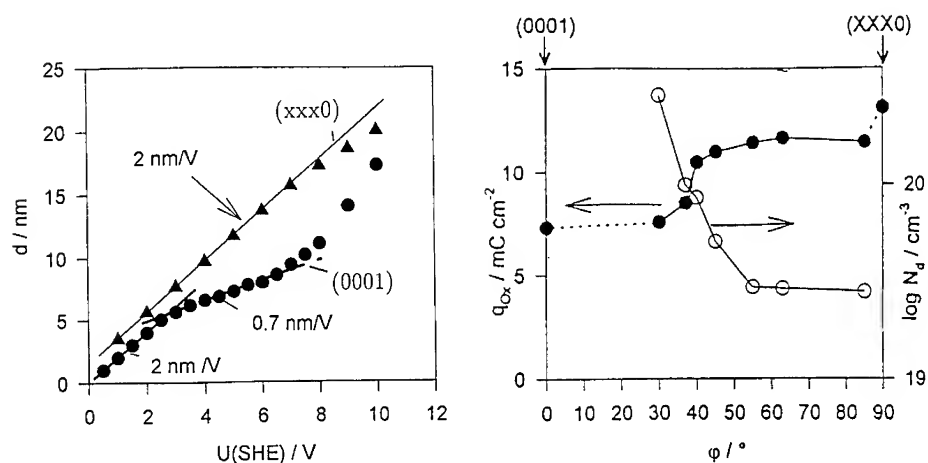 d / nm
25
20
15
10
5
0
0 2 4 6 8 10 12
U(SHE) / V
(xxx0)
2 nm/V
(0001)
0.7 nm/V
2 nm /V
(0001)
(XXX0)
q_Ox / mC cm⁻²
15
10
5
0
0 10 20 30 40 50 60 70 80 90
φ / °
20
19
log N_d / cm⁻³